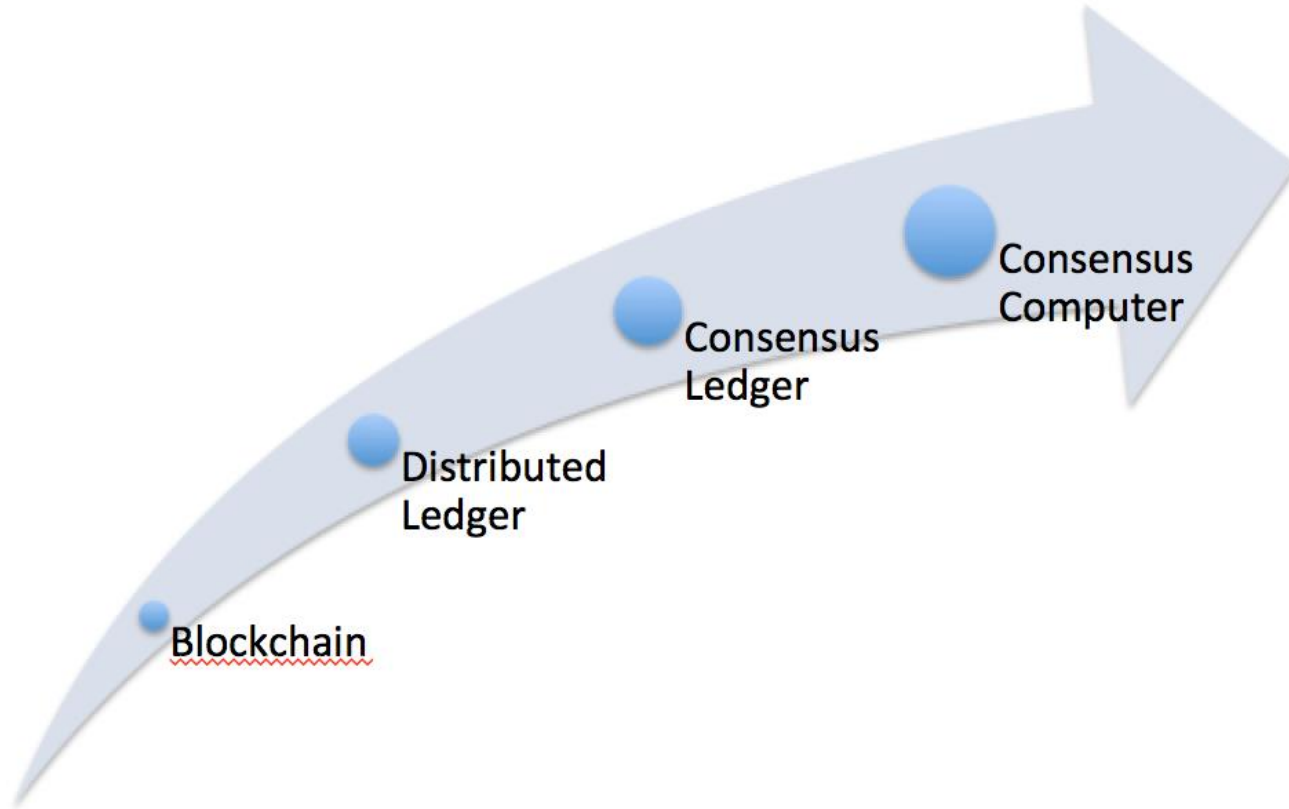 Consensus
Computer
Consensus
Ledger
Distributed
Ledger
Blockchain